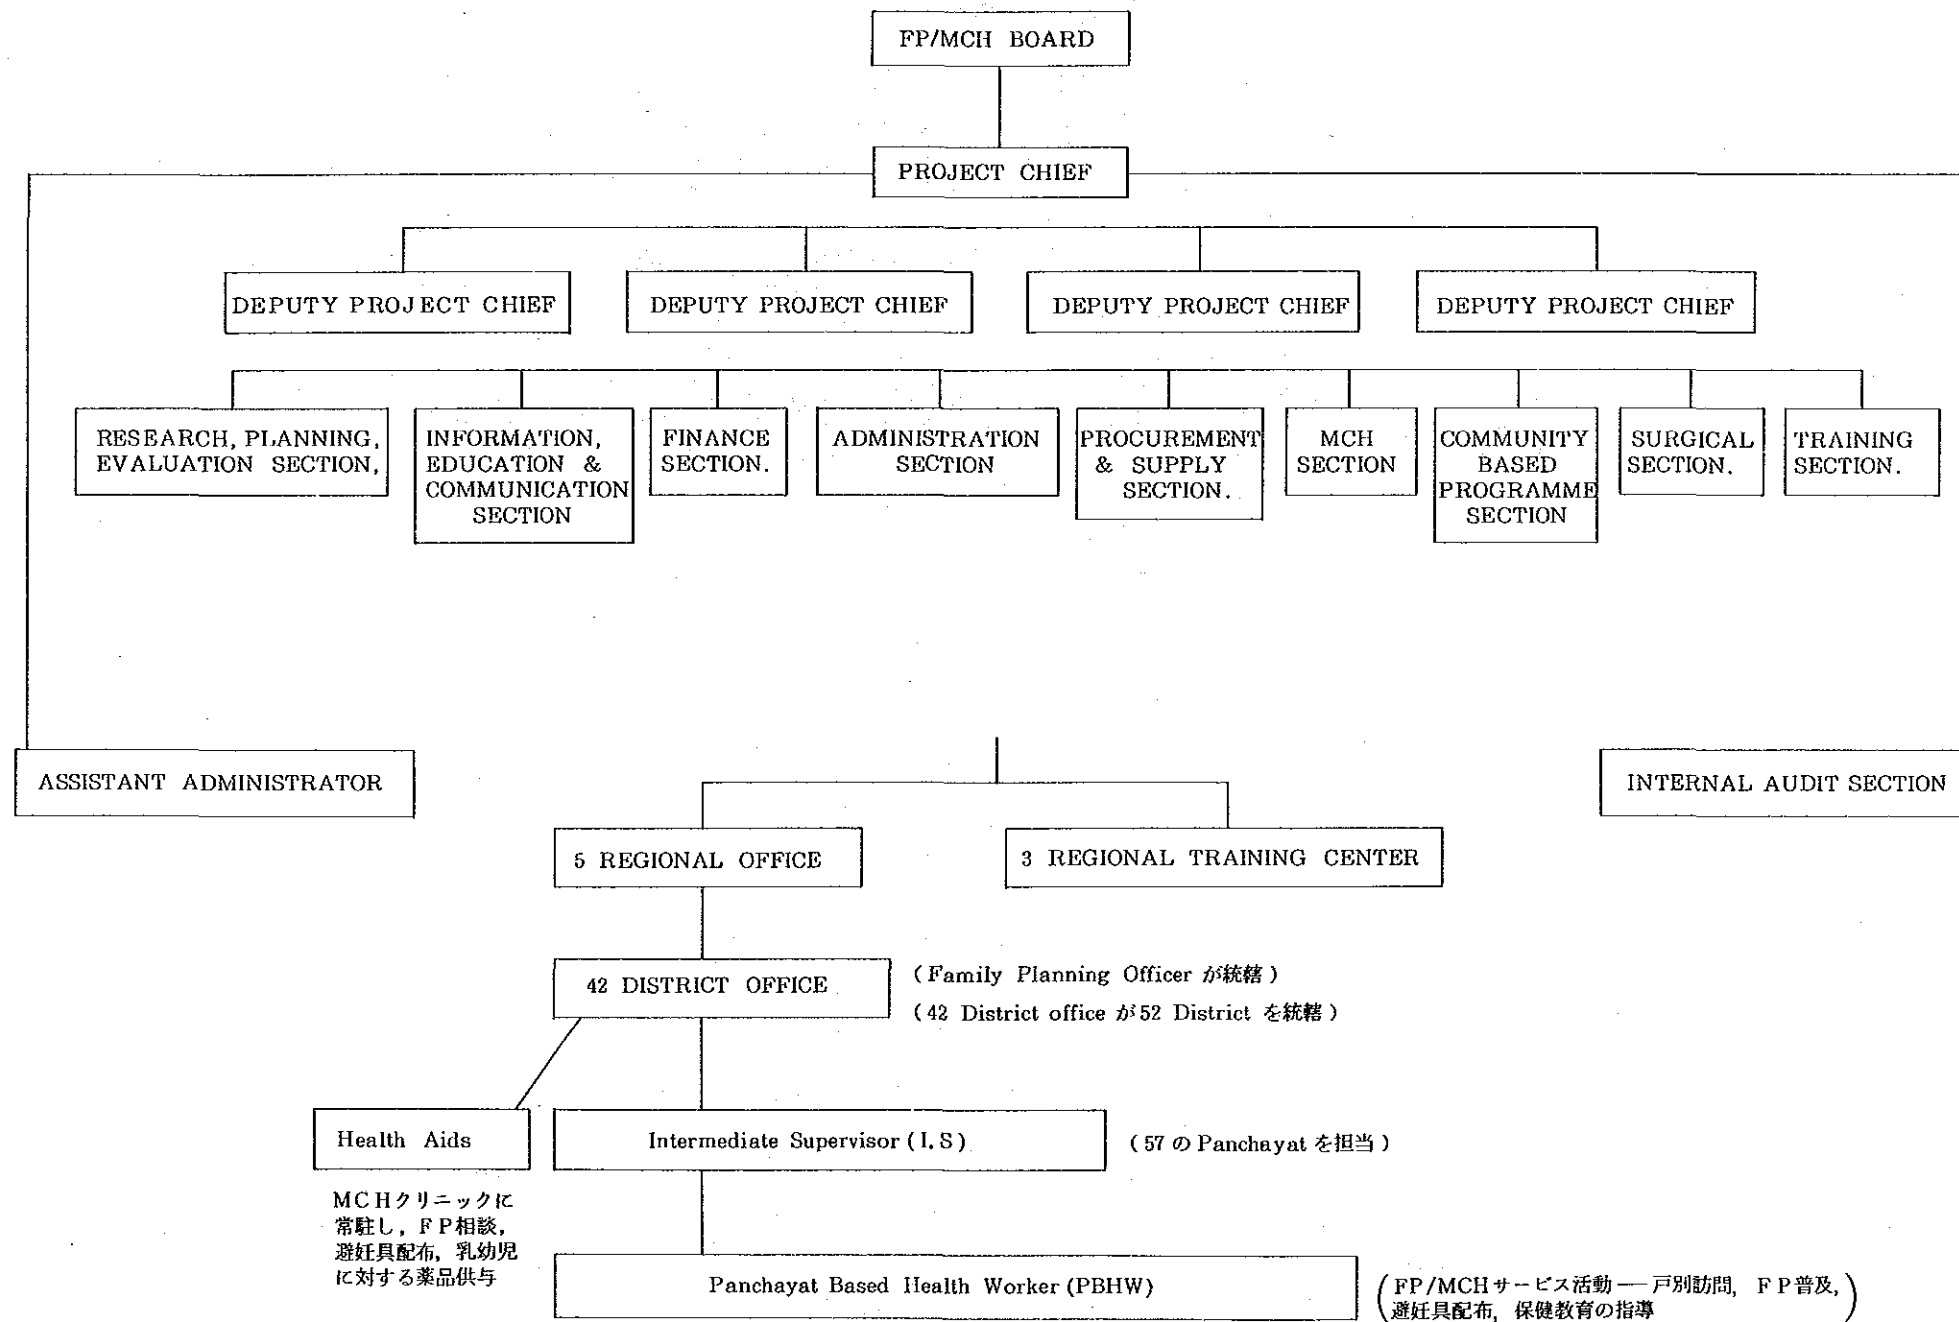 FP/MCH BOARD
PROJECT CHIEF
DEPUTY PROJECT CHIEF
DEPUTY PROJECT CHIEF
DEPUTY PROJECT CHIEF
DEPUTY PROJECT CHIEF
RESEARCH, PLANNING,
EVALUATION SECTION,
INFORMATION,
EDUCATION &
COMMUNICATION
SECTION
FINANCE
SECTION.
ADMINISTRATION
SECTION
PROCUREMENT
& SUPPLY
SECTION.
MCH
SECTION
COMMUNITY
BASED
PROGRAMME
SECTION
SURGICAL
SECTION.
TRAINING
SECTION.
ASSISTANT ADMINISTRATOR
INTERNAL AUDIT SECTION
5 REGIONAL OFFICE
3 REGIONAL TRAINING CENTER
42 DISTRICT OFFICE
(Family Planning Officer が統轄)
(42 District office が52 District を統轄)
Health Aids
Intermediate Supervisor (I.S)
(57 の Panchayat を担当)
MCHクリニックに
常駐し，FP相談，
避妊具配布，乳幼児
に対する薬品供与
Panchayat Based Health Worker (PBHW)
(FP/MCHサービス活動 ── 戸別訪問，FP普及，
避妊具配布，保健教育の指導)